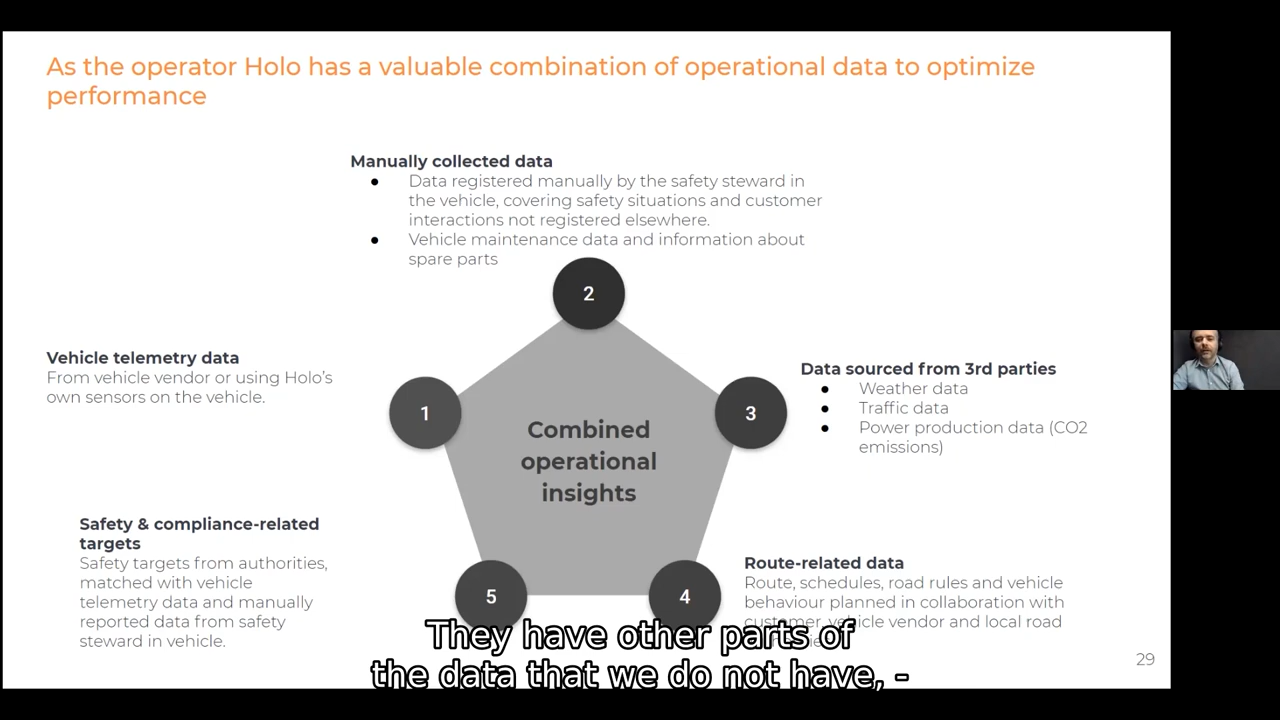 As the operator Holo has a valuable combination of operational data to optimize
performance
Manually collected data
● Data registered manually by the safety steward in
the vehicle, covering safety situations and customer
interactions not registered elsewhere.
● Vehicle maintenance data and information about
spare parts
2
Vehicle telemetry data
From vehicle vendor or using Holo’s
own sensors on the vehicle.
1
3
Data sourced from 3rd parties
● Weather data
● Traffic data
● Power production data (CO2
emissions)
Combined
operational
insights
Safety & compliance-related
targets
Safety targets from authorities,
matched with vehicle
telemetry data and manually
reported data from safety
steward in vehicle.
5
4
Route-related data
Route, schedules, road rules and vehicle
behaviour planned in collaboration with
customer, vehicle vendor and local road
They have other parts of
the data that we do not have, -
29